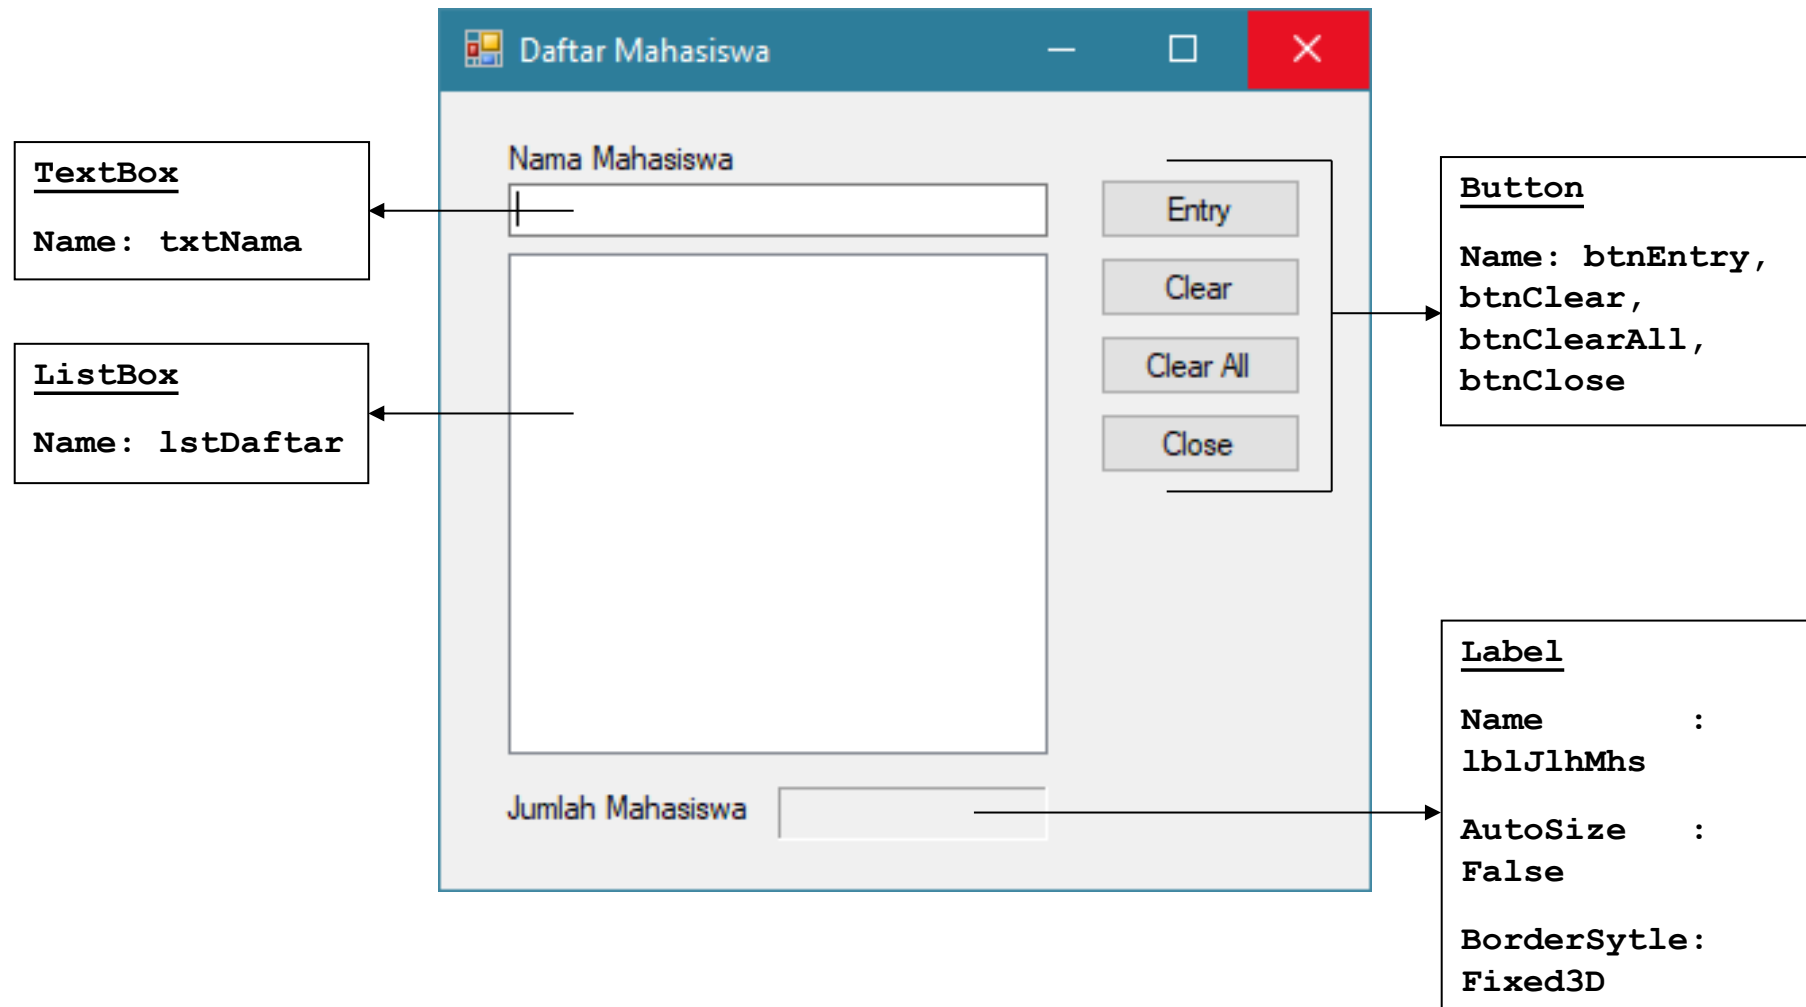 Daftar Mahasiswa
TextBox
Name: txtNama
ListBox
Name: lstDaftar
Nama Mahasiswa
Entry
Clear
Clear All
Close
Jumlah Mahasiswa
Button
Name: btnEntry,
btnClear,
btnClearAll,
btnClose
Label
Name :
lblJlhMhs
AutoSize :
False
BorderSytle:
Fixed3D